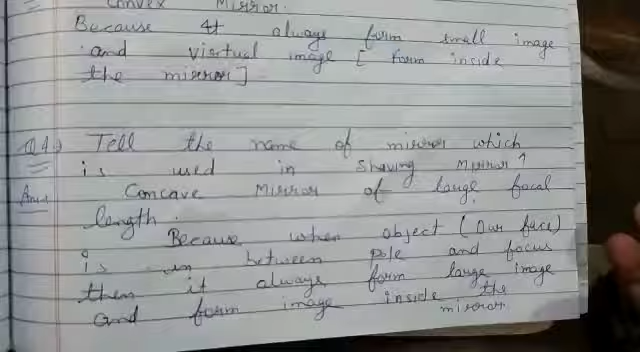 Convex Mirror.
Because it always form small image
and virtual image [ form inside
the mirror]
Q4.) Tell the name of mirror which
is used in Shaving Mirror?
Ans Concave Mirror of large focal
length.
Because when object (Our face)
is in between pole and focus
then it always form large image
and form image inside the
mirror